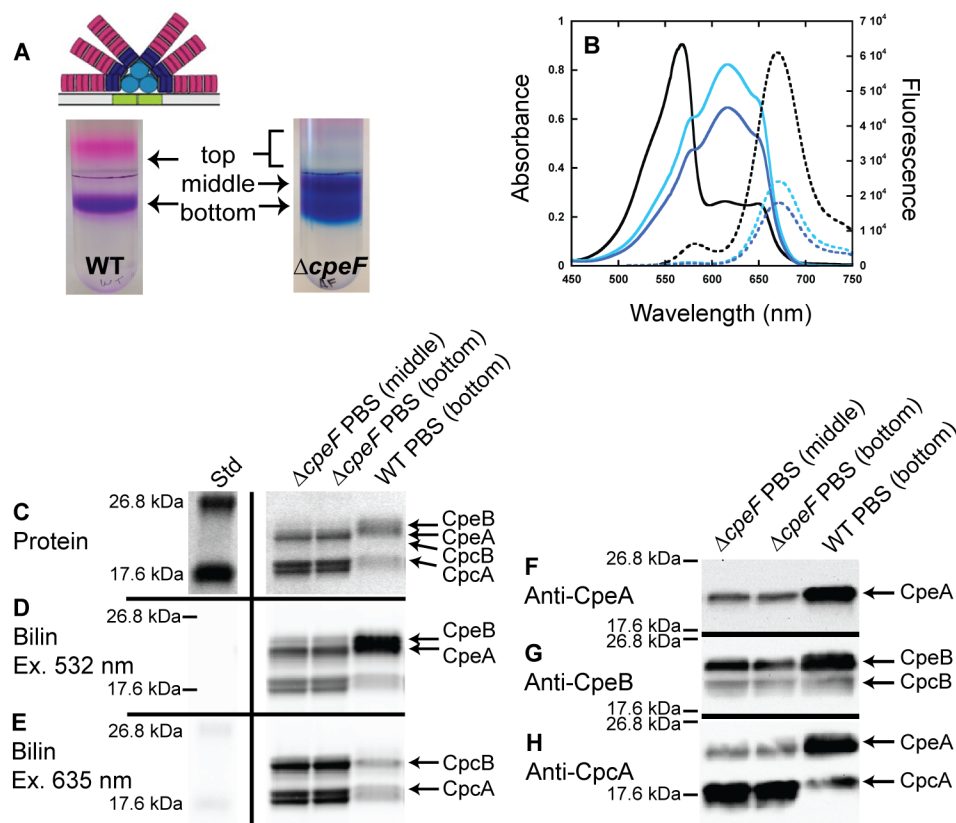 A
top
middle
bottom
WT
WT
ΔcpeF
ΔF
B
Absorbance
1
0.8
0.6
0.4
0.2
0
450 500 550 600 650 700 750
Wavelength (nm)
7 10⁴
6 10⁴
5 10⁴
4 10⁴
3 10⁴
2 10⁴
1 10⁴
0
Fluorescence
Std
ΔcpeF PBS (middle)
ΔcpeF PBS (bottom)
WT PBS (bottom)
C
Protein
26.8 kDa
17.6 kDa
CpeB
CpeA
CpcB
CpcA
D
Bilin
Ex. 532 nm
26.8 kDa
17.6 kDa
CpeB
CpeA
E
Bilin
Ex. 635 nm
26.8 kDa
17.6 kDa
CpcB
CpcA
ΔcpeF PBS (middle)
ΔcpeF PBS (bottom)
WT PBS (bottom)
F
Anti-CpeA
26.8 kDa
17.6 kDa
CpeA
G
Anti-CpeB
26.8 kDa
17.6 kDa
CpeB
CpcB
H
Anti-CpcA
26.8 kDa
17.6 kDa
CpeA
CpcA